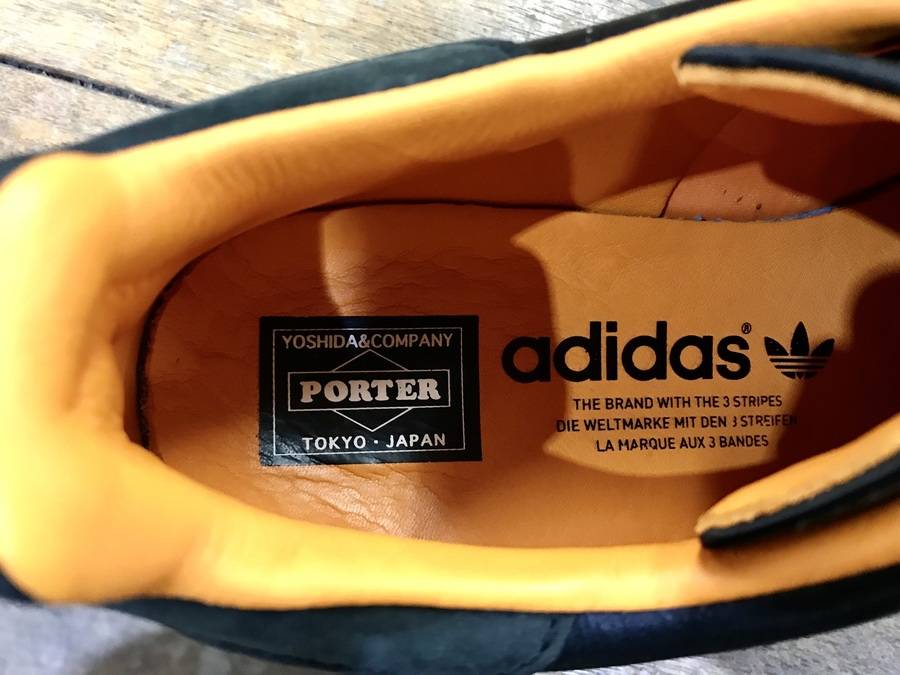 YOSHIDA&COMPANY
PORTER
TOKYO · JAPAN
adidas®
THE BRAND WITH THE 3 STRIPES
DIE WELTMARKE MIT DEN 3 STREIFEN
LA MARQUE AUX 3 BANDES